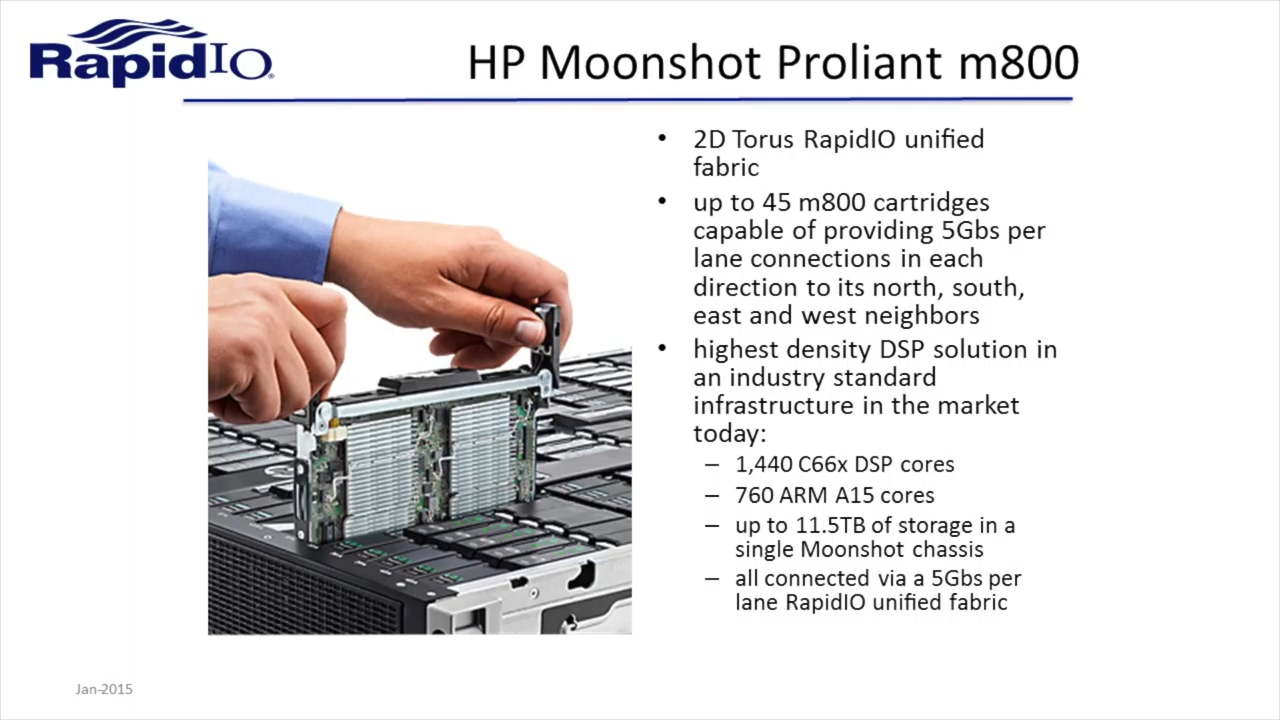 RapidIO®
HP Moonshot Proliant m800
• 2D Torus RapidIO unified
fabric
• up to 45 m800 cartridges
capable of providing 5Gbs per
lane connections in each
direction to its north, south,
east and west neighbors
• highest density DSP solution in
an industry standard
infrastructure in the market
today:
– 1,440 C66x DSP cores
– 760 ARM A15 cores
– up to 11.5TB of storage in a
single Moonshot chassis
– all connected via a 5Gbs per
lane RapidIO unified fabric
Jan-2015